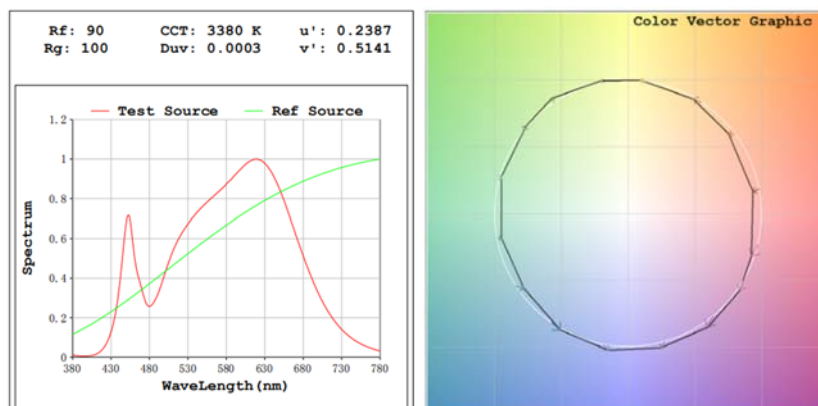 Rf: 90 CCT: 3380 K u': 0.2387
Rg: 100 Duv: 0.0003 v': 0.5141
Color Vector Graphic
Test Source Ref Source
1.2
1
0.8
0.6
0.4
0.2
0
Spectrum
380 430 480 530 580 630 680 730 780
WaveLength(nm)